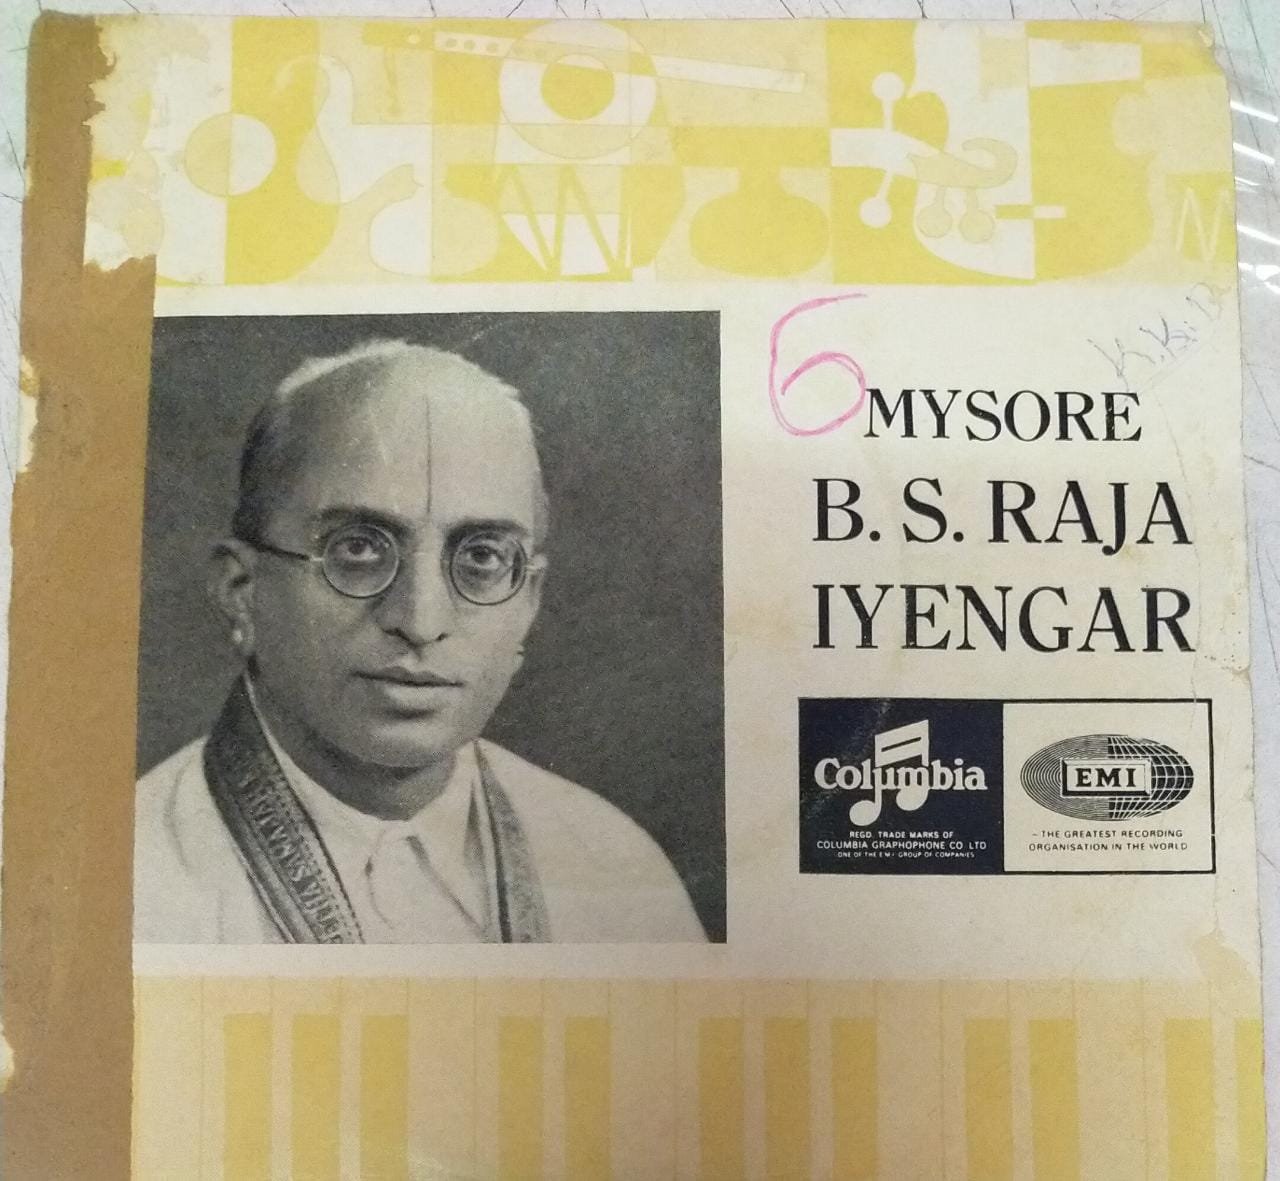 6
MYSORE
B. S. RAJA
IYENGAR
Columbia
REGD. TRADE MARKS OF
COLUMBIA GRAPHOPHONE CO LTD
ONE OF THE E M I GROUP OF COMPANIES
EMI
- THE GREATEST RECORDING
ORGANISATION IN THE WORLD